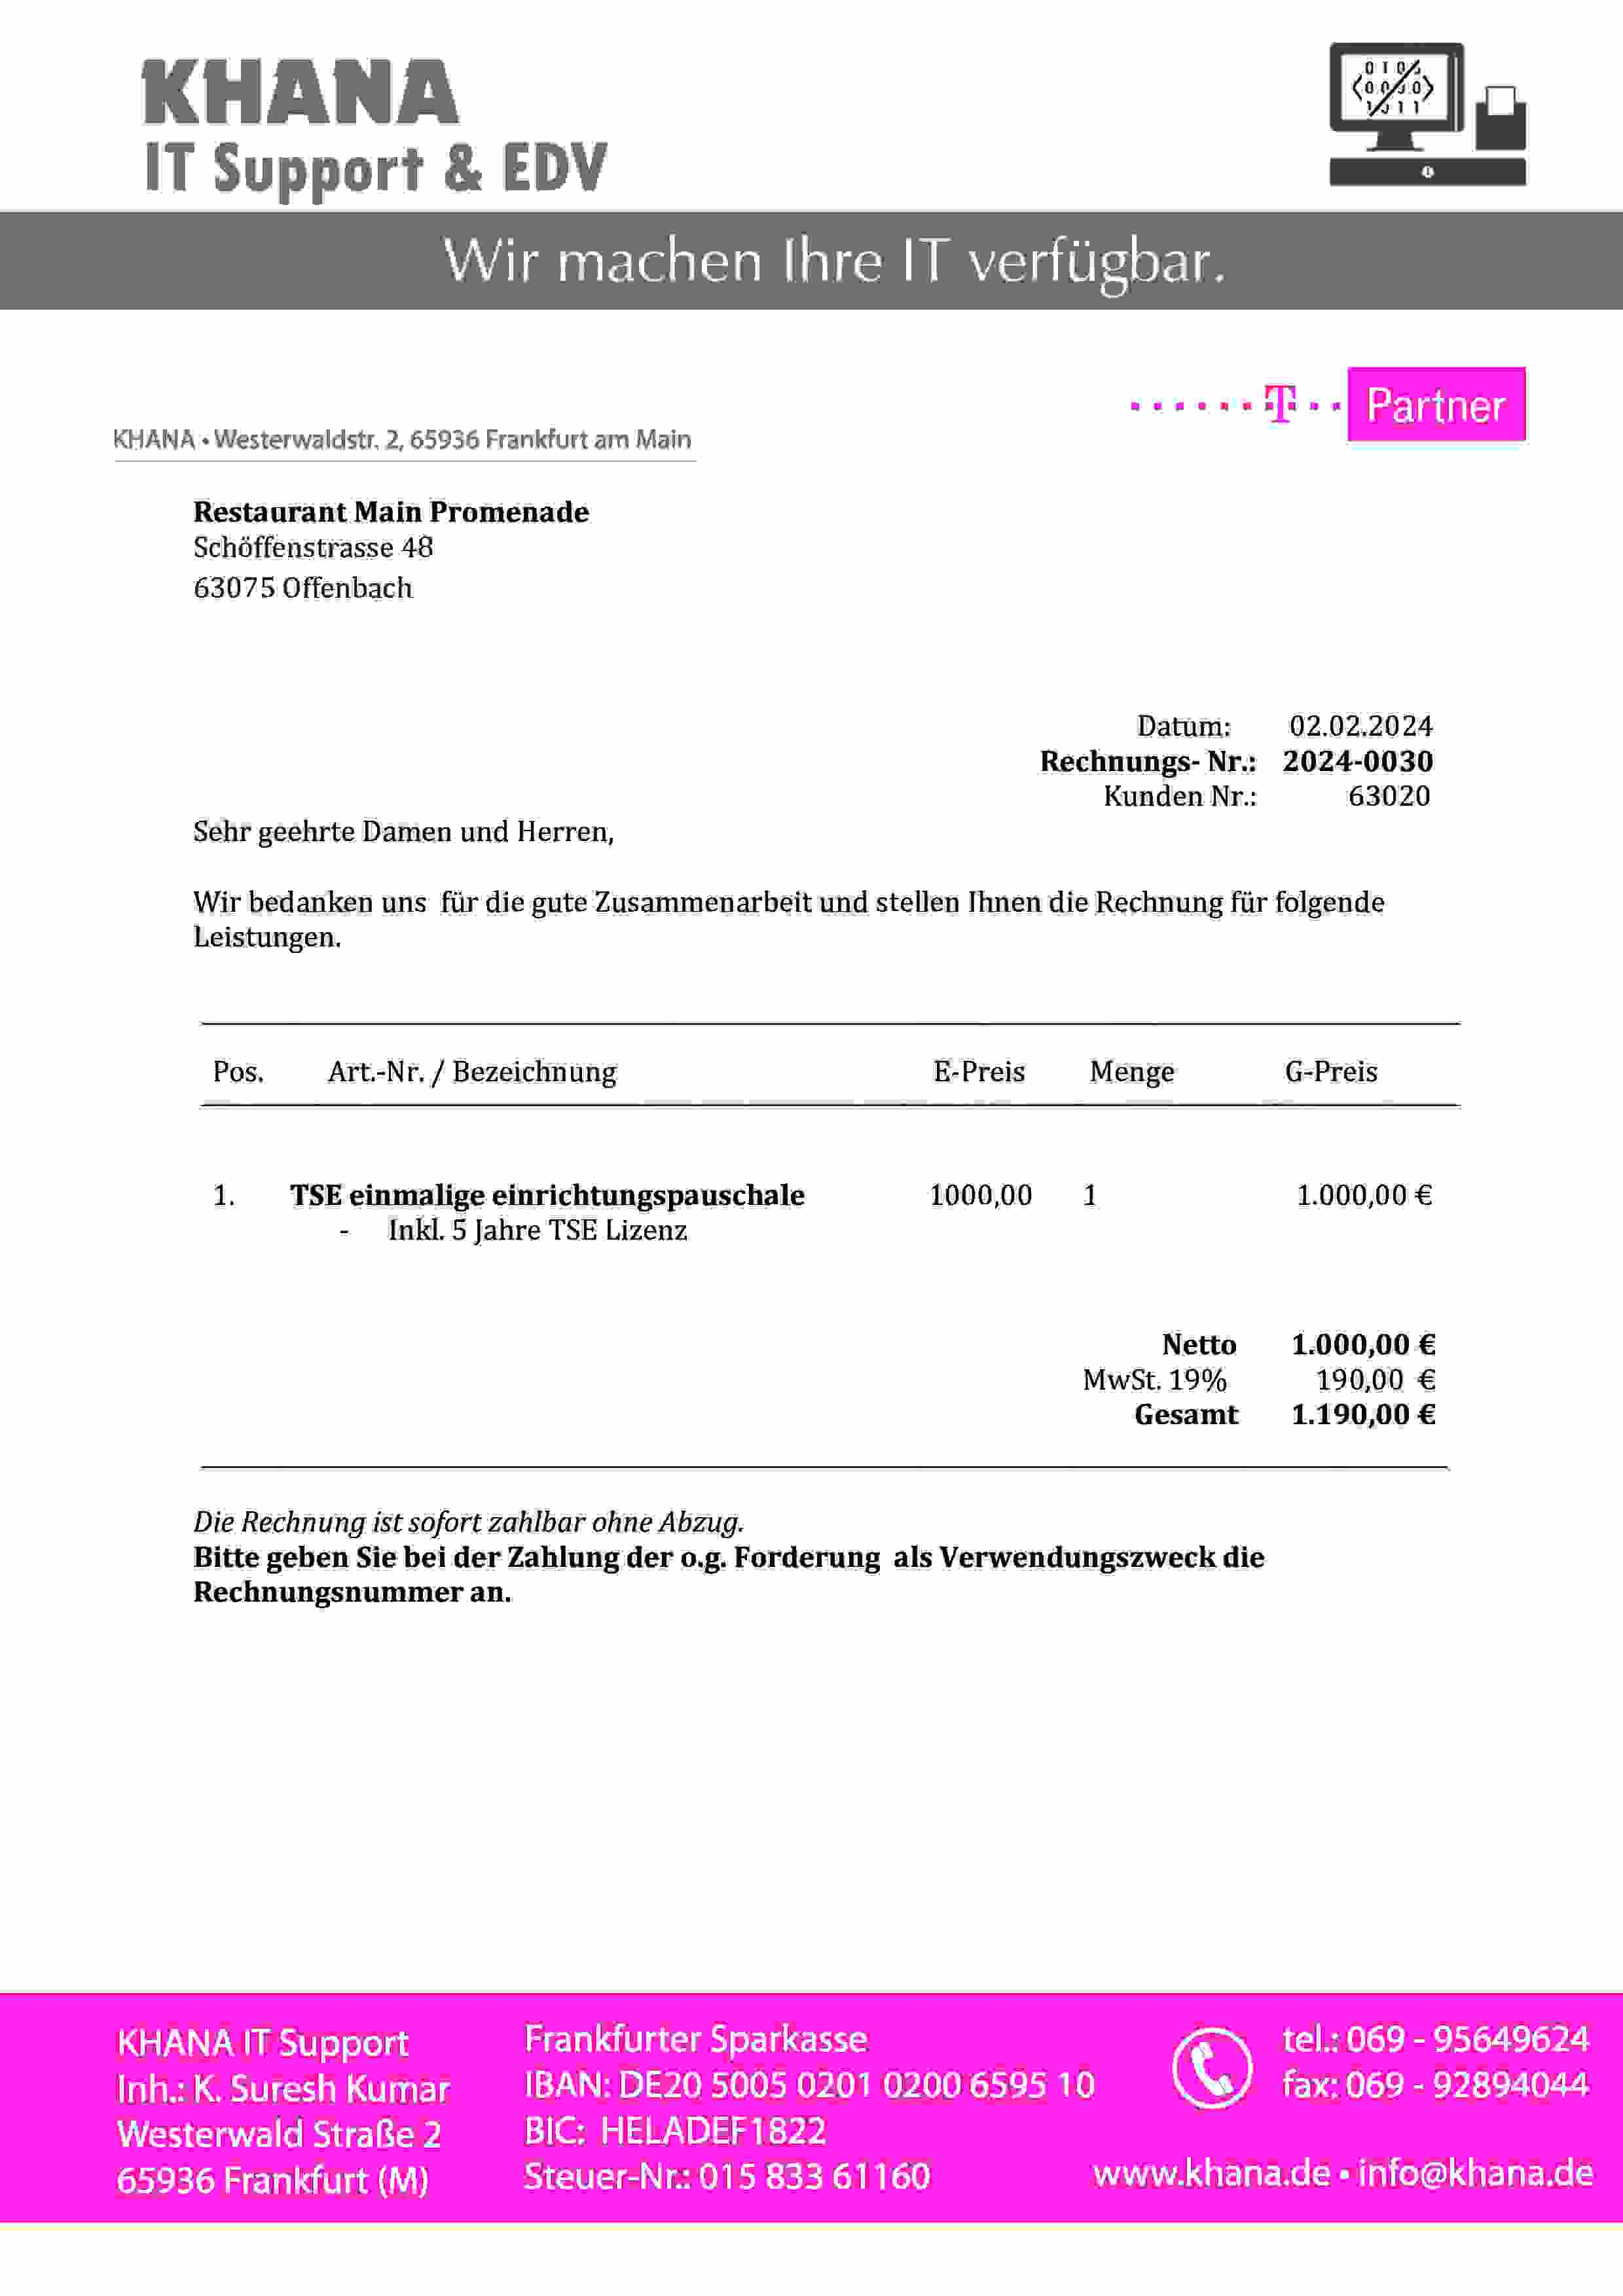 KHANA
IT Support & EDV
Wir machen Ihre IT verfügbar.
T Partner
KHANA • Westerwaldstr. 2, 65936 Frankfurt am Main
Restaurant Main Promenade
Schöffenstrasse 48
63075 Offenbach
Datum: 02.02.2024
Rechnungs- Nr.: 2024-0030
Kunden Nr.: 63020
Sehr geehrte Damen und Herren,
Wir bedanken uns für die gute Zusammenarbeit und stellen Ihnen die Rechnung für folgende
Leistungen.
Pos. Art.-Nr. / Bezeichnung E-Preis Menge G-Preis
1. TSE einmalige einrichtungspauschale 1000,00 1 1.000,00 €
- Inkl. 5 Jahre TSE Lizenz
Netto 1.000,00 €
MwSt. 19% 190,00 €
Gesamt 1.190,00 €
Die Rechnung ist sofort zahlbar ohne Abzug.
Bitte geben Sie bei der Zahlung der o.g. Forderung als Verwendungszweck die
Rechnungsnummer an.
KHANA IT Support
Inh.: K. Suresh Kumar
Westerwald Straße 2
65936 Frankfurt (M)
Frankfurter Sparkasse
IBAN: DE20 5005 0201 0200 6595 10
BIC: HELADEF1822
Steuer-Nr.: 015 833 61160
tel.: 069 - 95649624
fax: 069 - 92894044
www.khana.de • info@khana.de